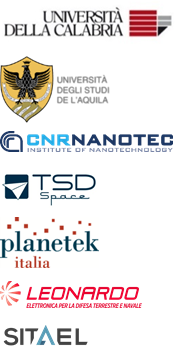 UNIVERSITÀ
DELLA CALABRIA
UNIVERSITÀ
DEGLI STUDI
DE L'AQUILA
CNRNANOTEC
INSTITUTE OF NANOTECHNOLOGY
TSD
Space
planetek
italia
LEONARDO
ELETTRONICA PER LA DIFESA TERRESTRE E NAVALE
SITAEL